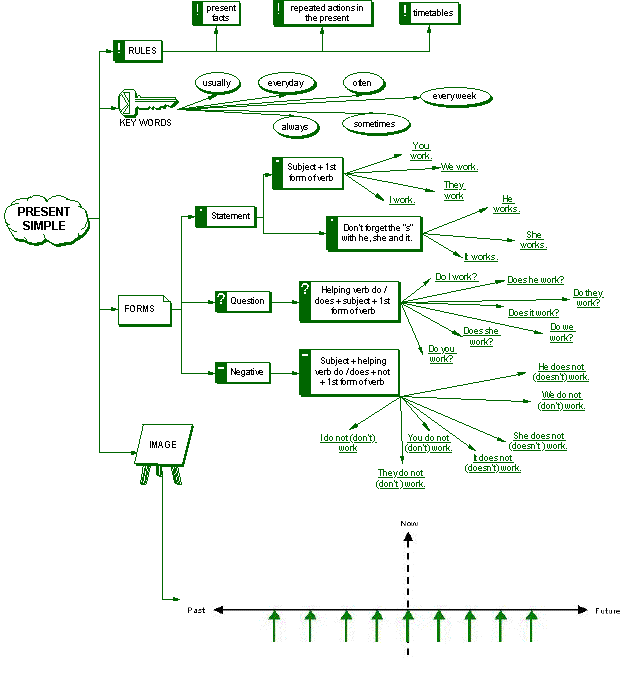 present
facts
repeated actions in
the present
timetables
RULES
usually
everyday
often
everyweek
KEY WORDS
always
sometimes
PRESENT
SIMPLE
Subject + 1st
form of verb
You
work.
We work.
They
work
I work.
Statement
Don't forget the "s"
with he, she and it.
He
works.
She
works.
It works.
FORMS
Question
Helping verb do /
does + subject + 1st
form of verb
Do I work?
Does he work?
Do they
work?
Does it work?
Does she
work?
Do we
work?
Do you
work?
Negative
Subject + helping
verb do / does + not
+ 1st form of verb
He does not
(doesn't) work.
We do not
(don't) work.
She does not
(doesn't ) work.
It does not
(doesn't) work.
You do not
(don't) work.
I do not (don't)
work
They do not
(don't ) work.
IMAGE
Now
Past
Future